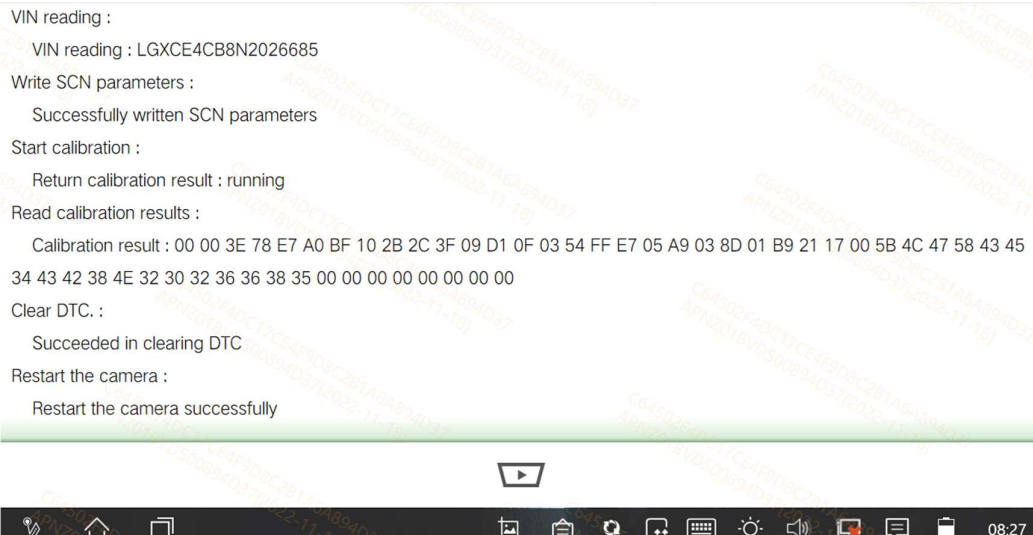 VIN reading :
VIN reading : LGXCE4CB8N2026685
Write SCN parameters :
Successfully written SCN parameters
Start calibration :
Return calibration result : running
Read calibration results :
Calibration result : 00 00 3E 78 E7 A0 BF 10 2B 2C 3F 09 D1 0F 03 54 FF E7 05 A9 03 8D 01 B9 21 17 00 5B 4C 47 58 43 45
34 43 42 38 4E 32 30 32 36 36 38 35 00 00 00 00 00 00 00 00 00
Clear DTC. :
Succeeded in clearing DTC
Restart the camera :
Restart the camera successfully
08:27